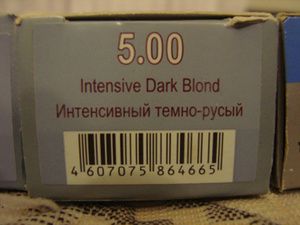 5.00
Intensive Dark Blond
Интенсивный темно-русый
4 607075 864665